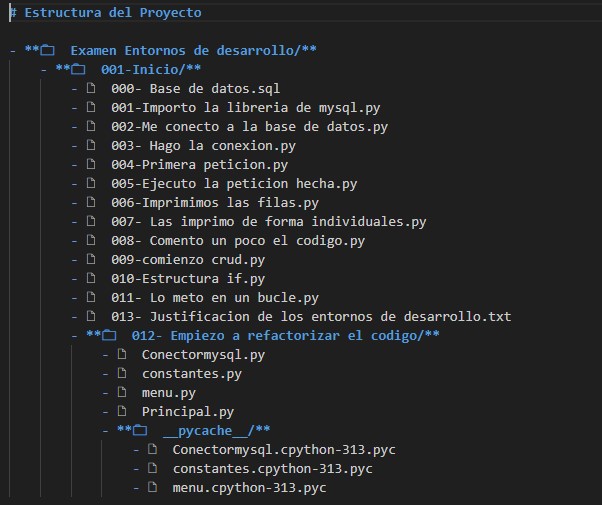 # Estructura del Proyecto
- **📁 Examen Entornos de desarrollo/**
- **📁 001-Inicio/**
- 📄 000- Base de datos.sql
- 📄 001-Importo la libreria de mysql.py
- 📄 002-Me conecto a la base de datos.py
- 📄 003- Hago la conexion.py
- 📄 004-Primera peticion.py
- 📄 005-Ejecuto la peticion hecha.py
- 📄 006-Imprimimos las filas.py
- 📄 007- Las imprimo de forma individuales.py
- 📄 008- Comento un poco el codigo.py
- 📄 009-comienzo crud.py
- 📄 010-Estructura if.py
- 📄 011- Lo meto en un bucle.py
- 📄 013- Justificacion de los entornos de desarrollo.txt
- **📁 012- Empiezo a refactorizar el codigo/**
- 📄 Conectormysql.py
- 📄 constantes.py
- 📄 menu.py
- 📄 Principal.py
- **📁 __pycache__/**
- 📄 Conectormysql.cpython-313.pyc
- 📄 constantes.cpython-313.pyc
- 📄 menu.cpython-313.pyc